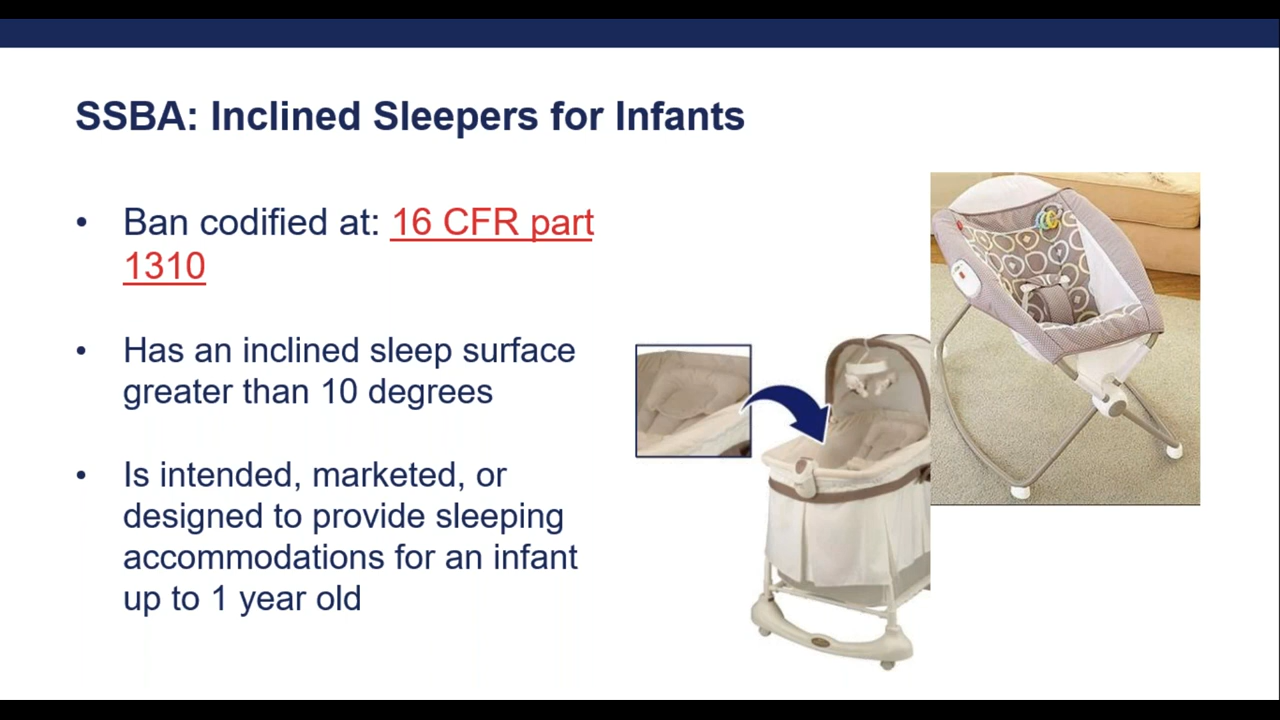 SSBA: Inclined Sleepers for Infants
• Ban codified at: 16 CFR part
1310
• Has an inclined sleep surface
greater than 10 degrees
• Is intended, marketed, or
designed to provide sleeping
accommodations for an infant
up to 1 year old